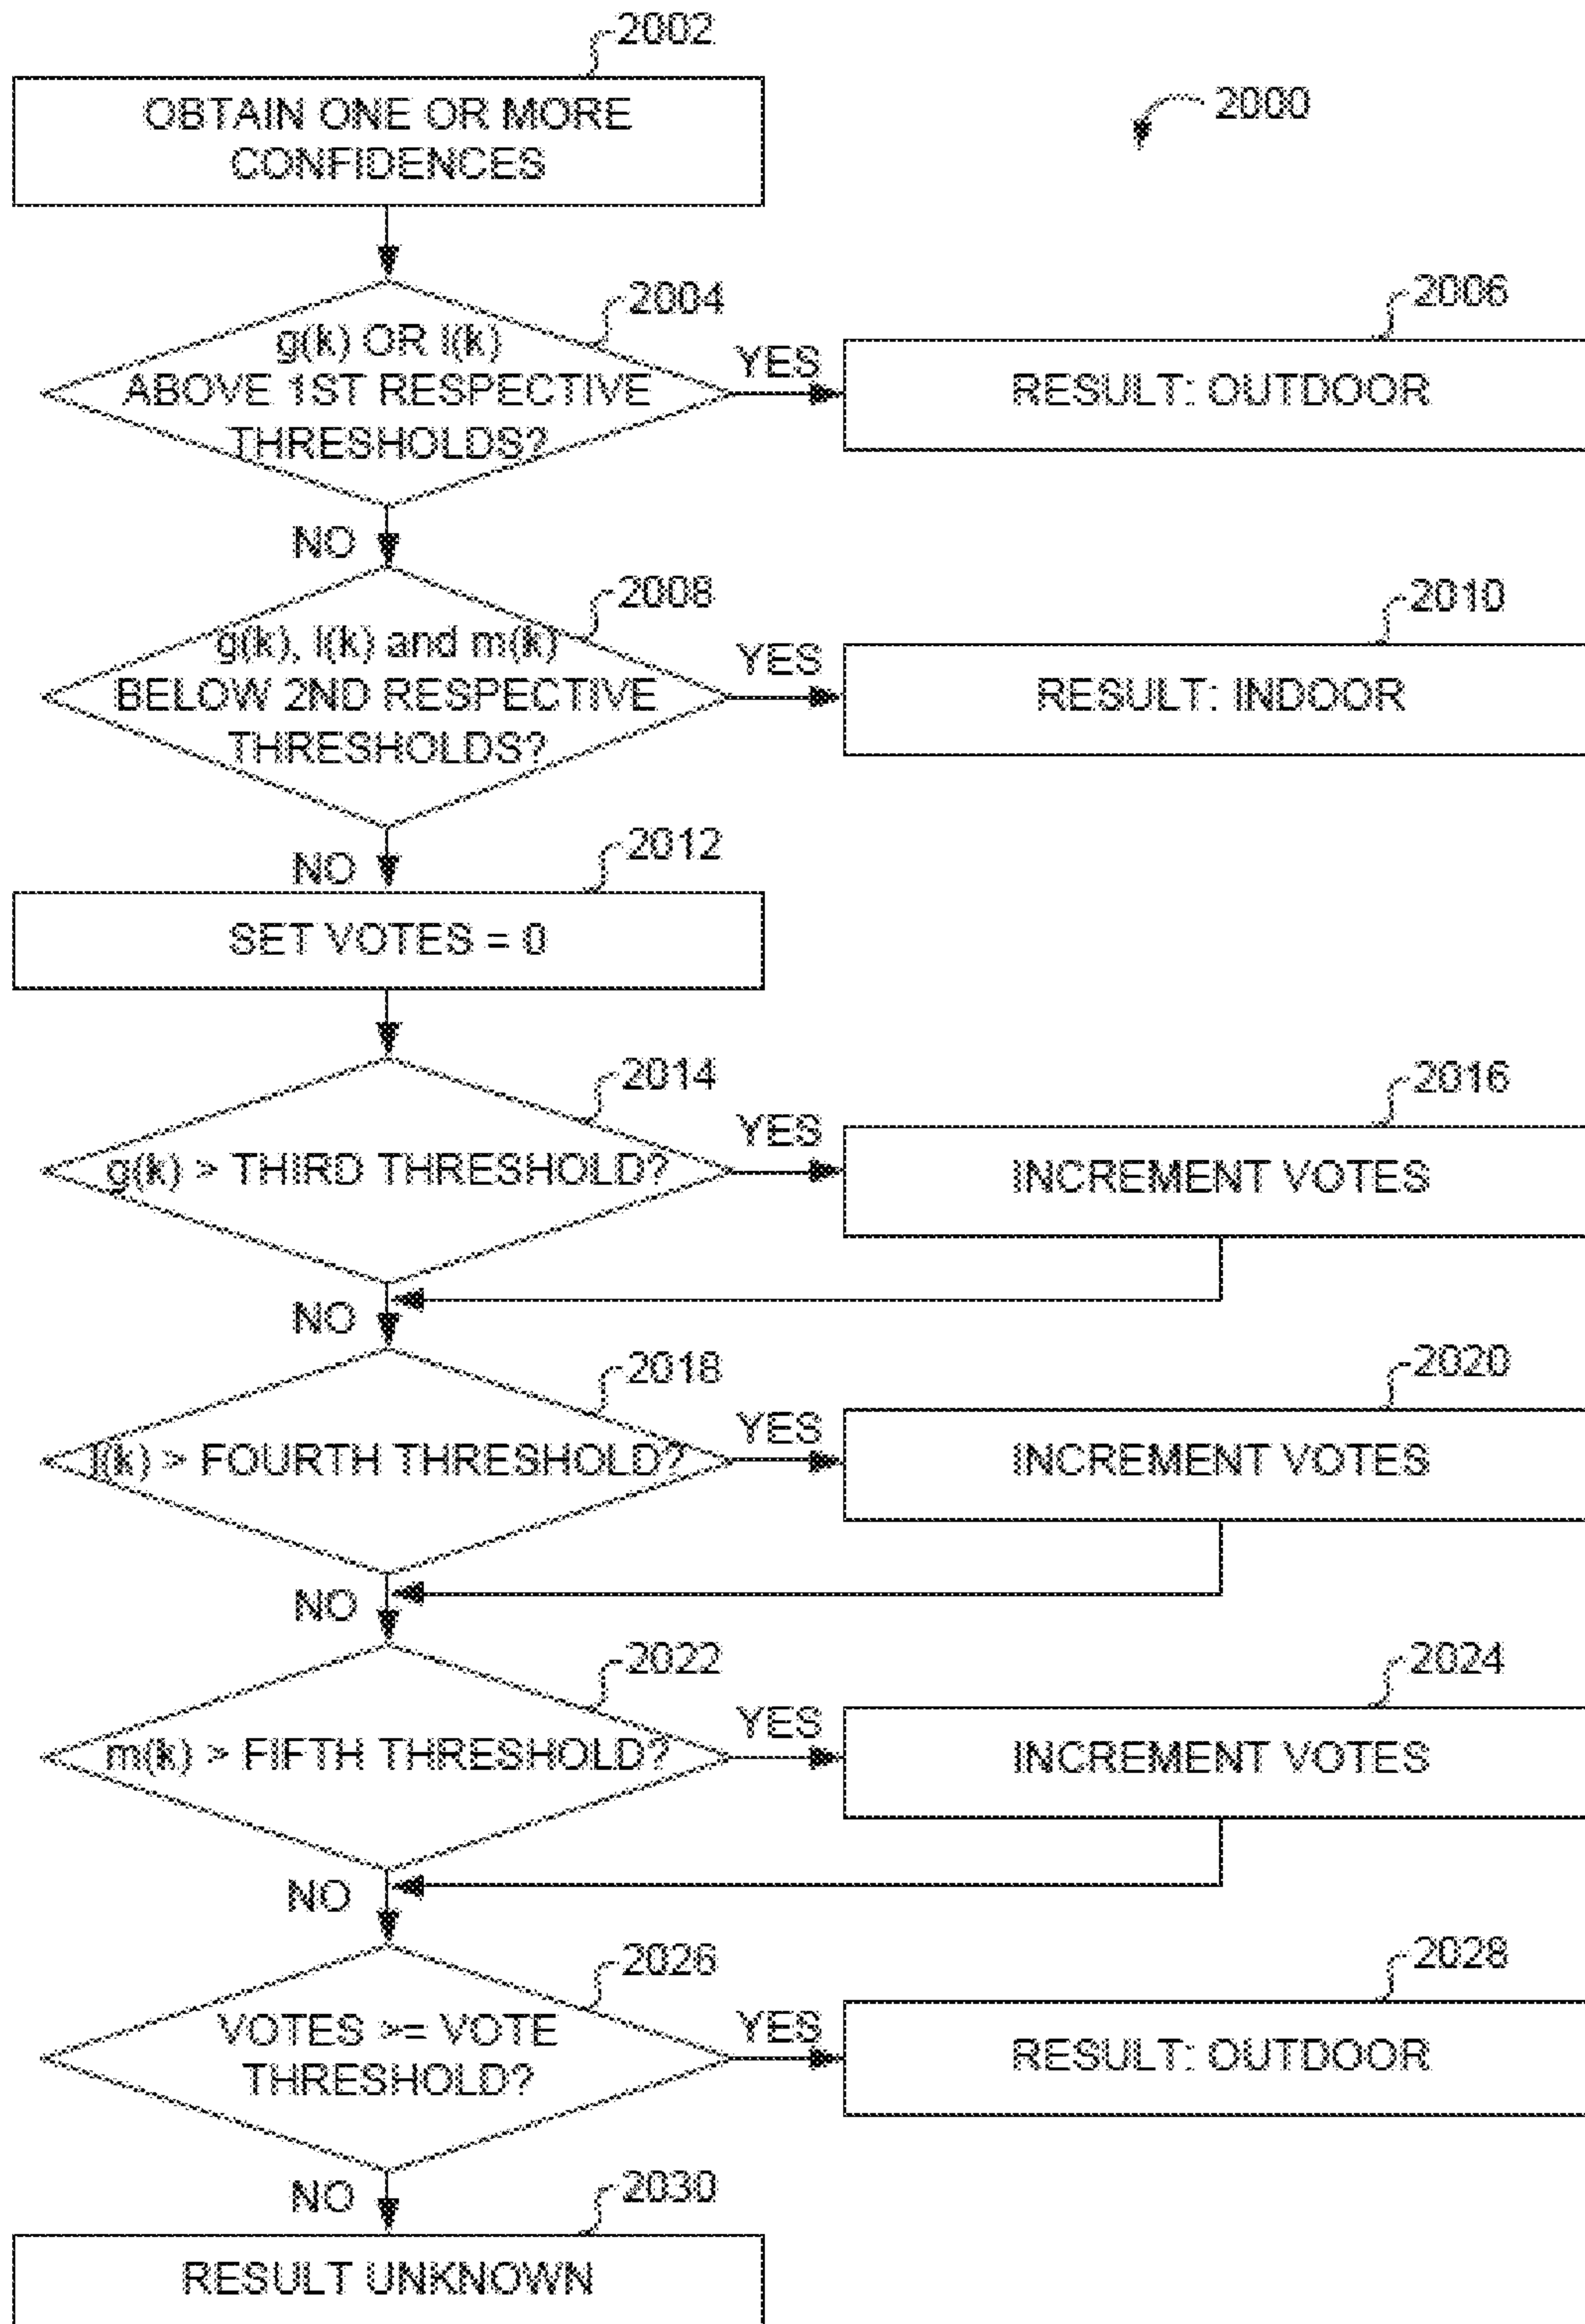 2002
OBTAIN ONE OR MORE
CONFIDENCES
2000
2004
g(k) OR l(k)
ABOVE 1ST RESPECTIVE
THRESHOLDS?
YES
2006
RESULT: OUTDOOR
NO
2008
g(k), l(k) and m(k)
BELOW 2ND RESPECTIVE
THRESHOLDS?
YES
2010
RESULT: INDOOR
NO
2012
SET VOTES = 0
2014
g(k) > THIRD THRESHOLD?
YES
2016
INCREMENT VOTES
NO
2018
l(k) > FOURTH THRESHOLD?
YES
2020
INCREMENT VOTES
NO
2022
m(k) > FIFTH THRESHOLD?
YES
2024
INCREMENT VOTES
NO
2026
VOTES >= VOTE
THRESHOLD?
YES
2028
RESULT: OUTDOOR
NO
2030
RESULT UNKNOWN